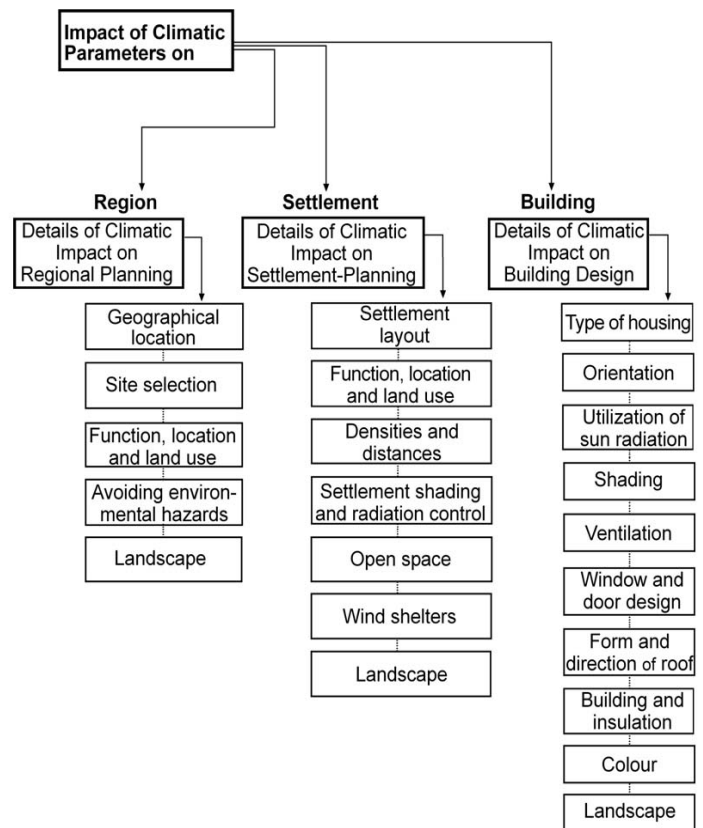 Impact of Climatic
Parameters on
Region
Details of Climatic
Impact on
Regional Planning
Geographical
location
Site selection
Function, location
and land use
Avoiding environ-
mental hazards
Landscape
Settlement
Details of Climatic
Impact on
Settlement-Planning
Settlement
layout
Function, location
and land use
Densities and
distances
Settlement shading
and radiation control
Open space
Wind shelters
Landscape
Building
Details of Climatic
Impact on
Building Design
Type of housing
Orientation
Utilization of
sun radiation
Shading
Ventilation
Window and
door design
Form and
direction of roof
Building and
insulation
Colour
Landscape